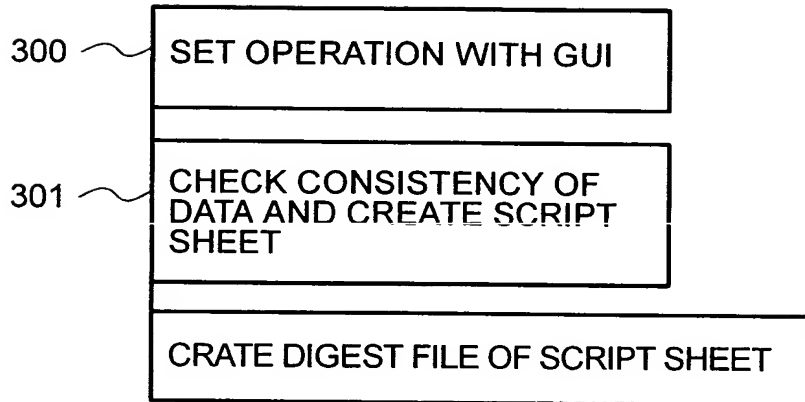 300
SET OPERATION WITH GUI
301
CHECK CONSISTENCY OF
DATA AND CREATE SCRIPT
SHEET
CRATE DIGEST FILE OF SCRIPT SHEET